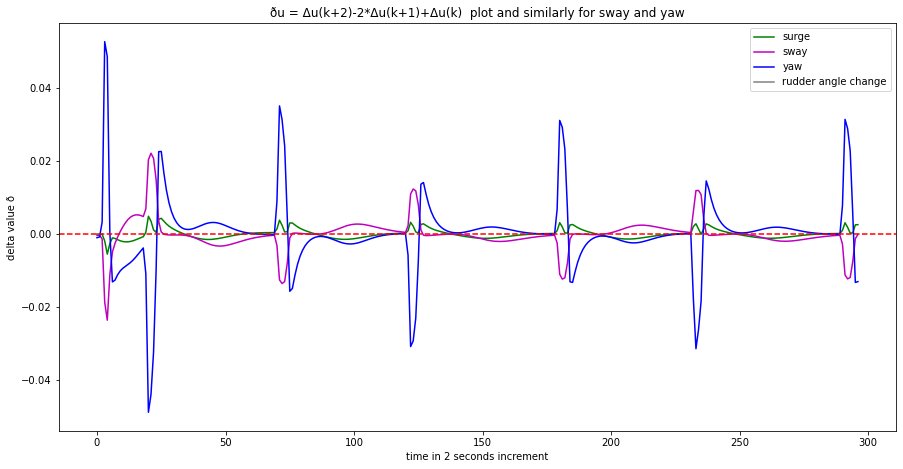 ðu = Δu(k+2)-2*Δu(k+1)+Δu(k)  plot and similarly for sway and yaw
surge
sway
yaw
rudder angle change
0.04
0.02
0.00
−0.02
−0.04
delta value ð
0
50
100
150
200
250
300
time in 2 seconds increment